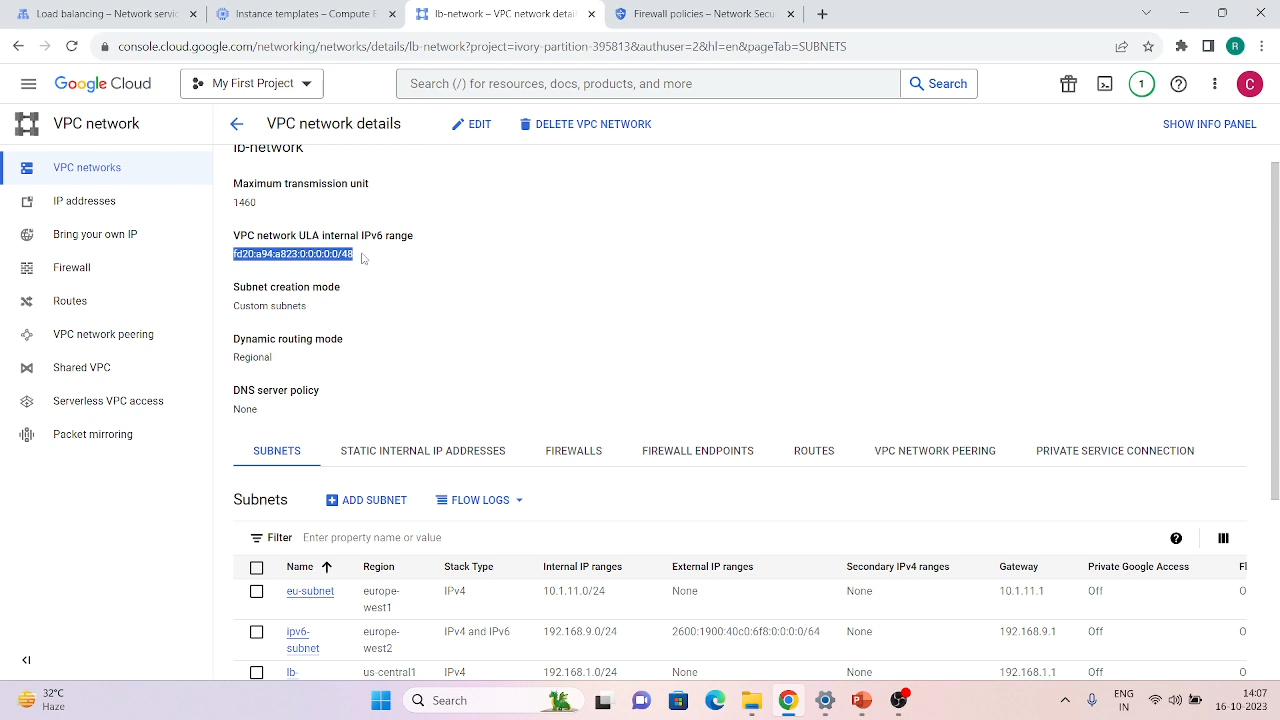 Load balancing – Network servic
Instance templates – Compute E
lb-network – VPC network detai
Firewall policies – Network Secu
console.cloud.google.com/networking/networks/details/lb-network?project=ivory-partition-395813&authuser=2&hl=en&pageTab=SUBNETS
R
Google Cloud
My First Project
Search (/) for resources, docs, products, and more
Search
1
C
VPC network
VPC network details
EDIT
DELETE VPC NETWORK
SHOW INFO PANEL
VPC networks
IP addresses
Bring your own IP
Firewall
Routes
VPC network peering
Shared VPC
Serverless VPC access
Packet mirroring
lb-network
Maximum transmission unit
1460
VPC network ULA internal IPv6 range
fd20:a94:a823:0:0:0:0:0/48
Subnet creation mode
Custom subnets
Dynamic routing mode
Regional
DNS server policy
None
SUBNETS
STATIC INTERNAL IP ADDRESSES
FIREWALLS
FIREWALL ENDPOINTS
ROUTES
VPC NETWORK PEERING
PRIVATE SERVICE CONNECTION
Subnets
ADD SUBNET
FLOW LOGS
Filter Enter property name or value
Name Region Stack Type Internal IP ranges External IP ranges Secondary IPv4 ranges Gateway Private Google Access Fl
eu-subnet europe-west1 IPv4 10.1.11.0/24 None None 10.1.11.1 Off O
ipv6-subnet europe-west2 IPv4 and IPv6 192.168.9.0/24 2600:1900:40c0:6f8:0:0:0:0/64 None 192.168.9.1 Off O
lb- us-central1 IPv4 192.168.1.0/24 None None 192.168.1.1 Off O
32°C
Haze
Search
ENG
IN
14:07
16-10-2023